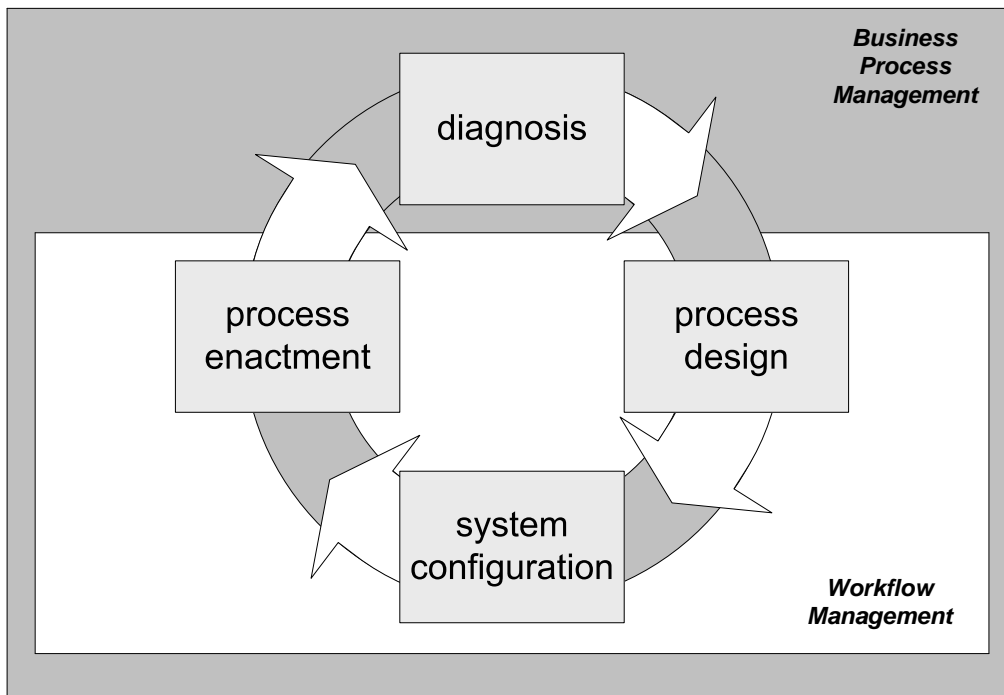 Business
Process
Management
diagnosis
process
enactment
process
design
system
configuration
Workflow
Management